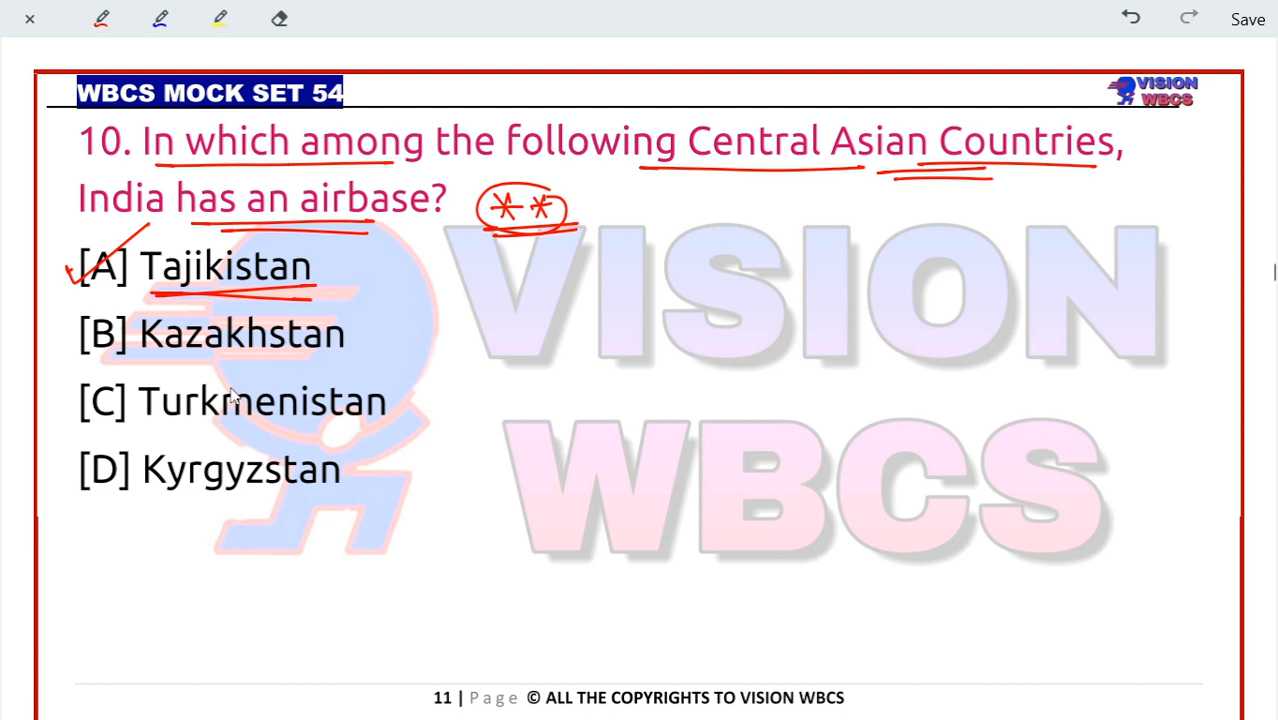 Save
WBCS MOCK SET 54
VISION
WBCS
10. In which among the following Central Asian Countries,
India has an airbase? **
[A] Tajikistan
[B] Kazakhstan
[C] Turkmenistan
[D] Kyrgyzstan
VISION
WBCS
11 | Page © ALL THE COPYRIGHTS TO VISION WBCS